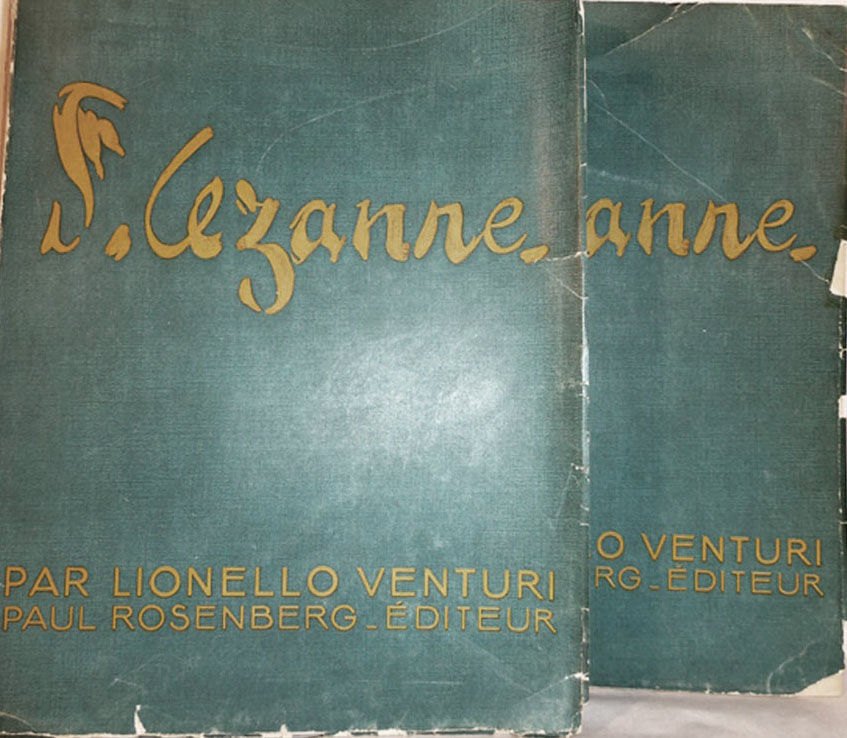 P. Cezanne.
PAR LIONELLO VENTURI
PAUL ROSENBERG_ÉDITEUR
anne.
O VENTURI
RG_ÉDITEUR